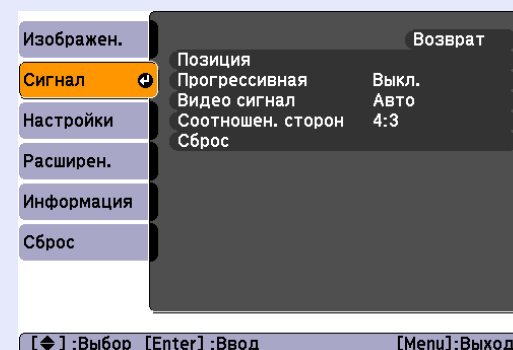 Изображен.
Сигнал
Настройки
Расширен.
Информация
Сброс
Возврат
Позиция
Прогрессивная Выкл.
Видео сигнал Авто
Соотношен. сторон 4:3
Сброс
[◆] :Выбор [Enter] :Ввод [Menu]:Выход